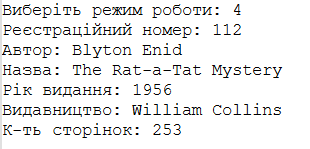 Виберіть режим роботи: 4
Реєстраційний номер: 112
Автор: Blyton Enid
Назва: The Rat-a-Tat Mystery
Рік видання: 1956
Видавництво: William Collins
К-ть сторінок: 253